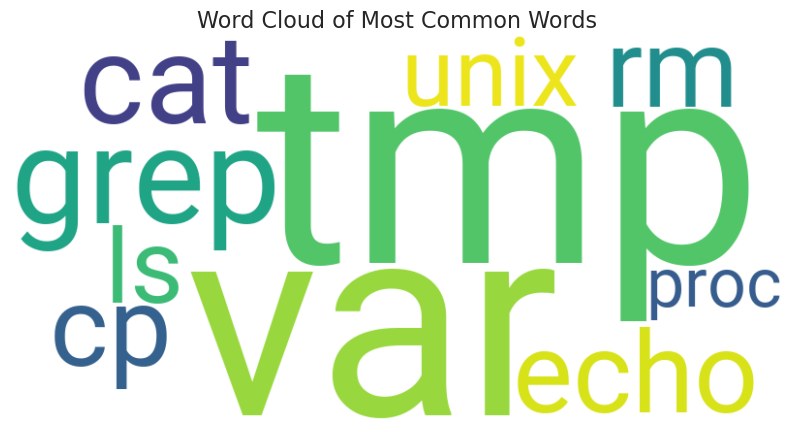 Word Cloud of Most Common Words
cat
unix
rm
tmp
grep
ls
var
proc
cp
echo